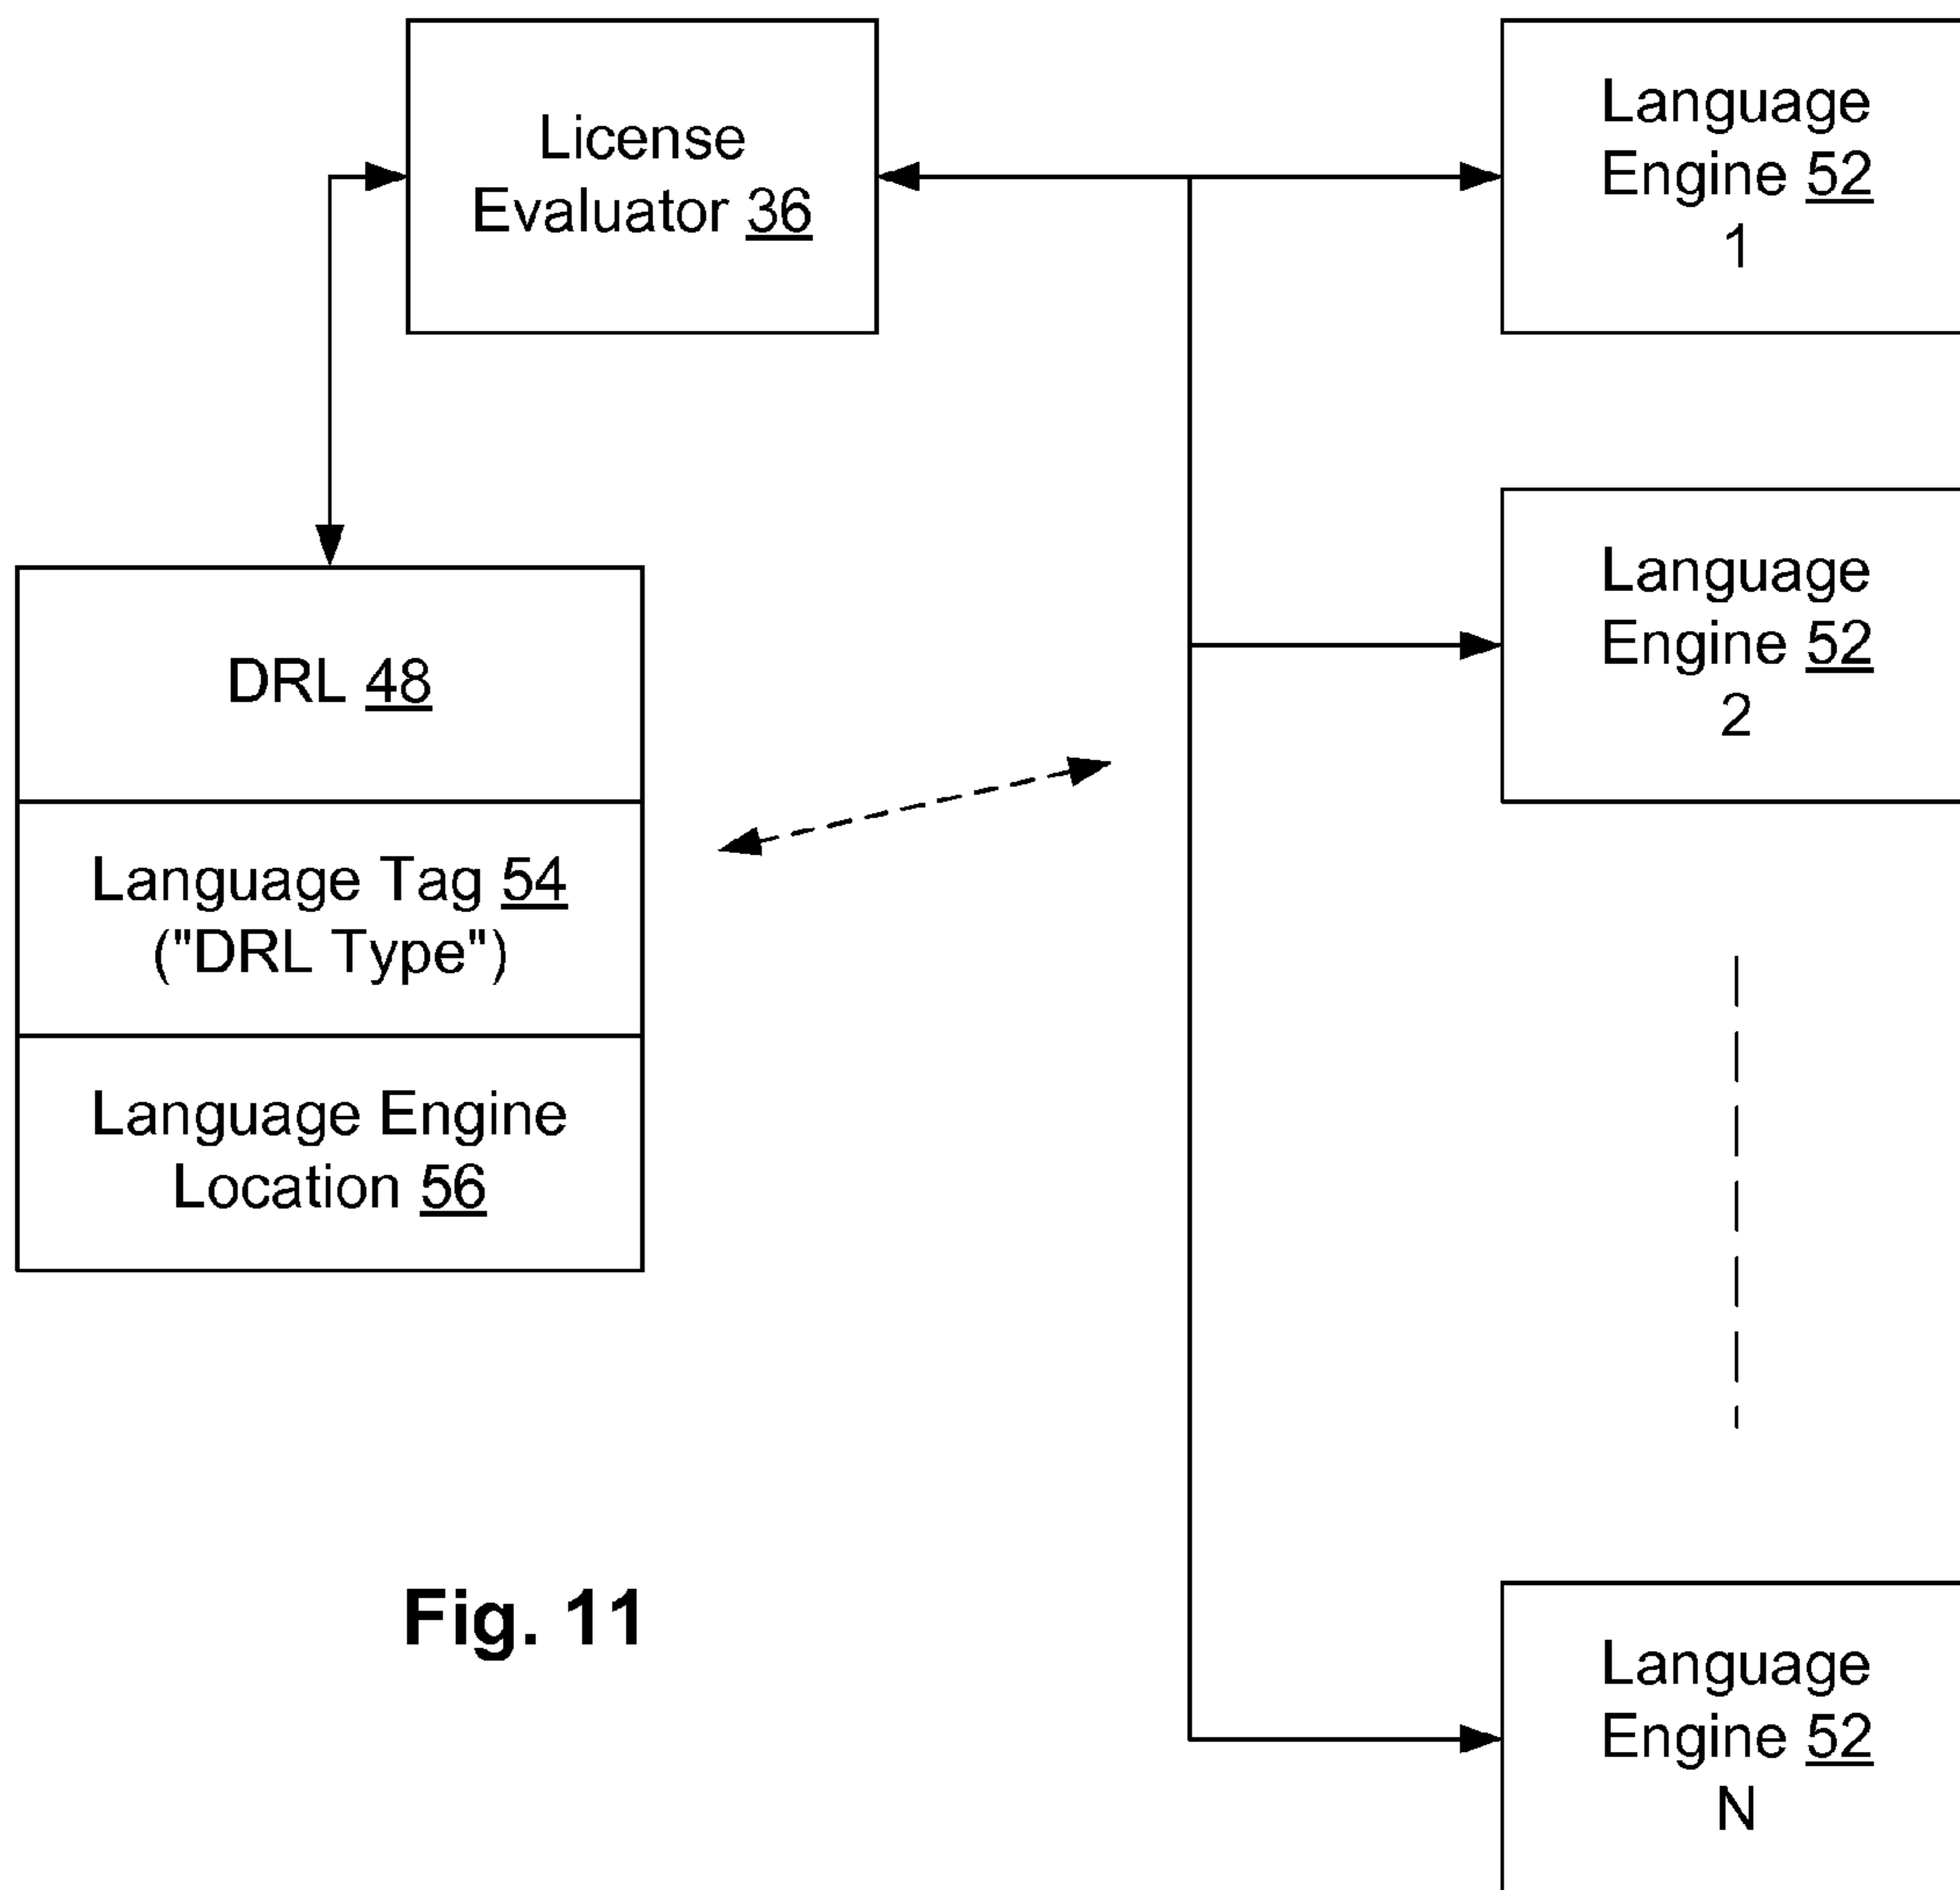 License
Evaluator 36
Language
Engine 52
1
Language
Engine 52
2
DRL 48
Language Tag 54
("DRL Type")
Language Engine
Location 56
Language
Engine 52
N
Fig. 11